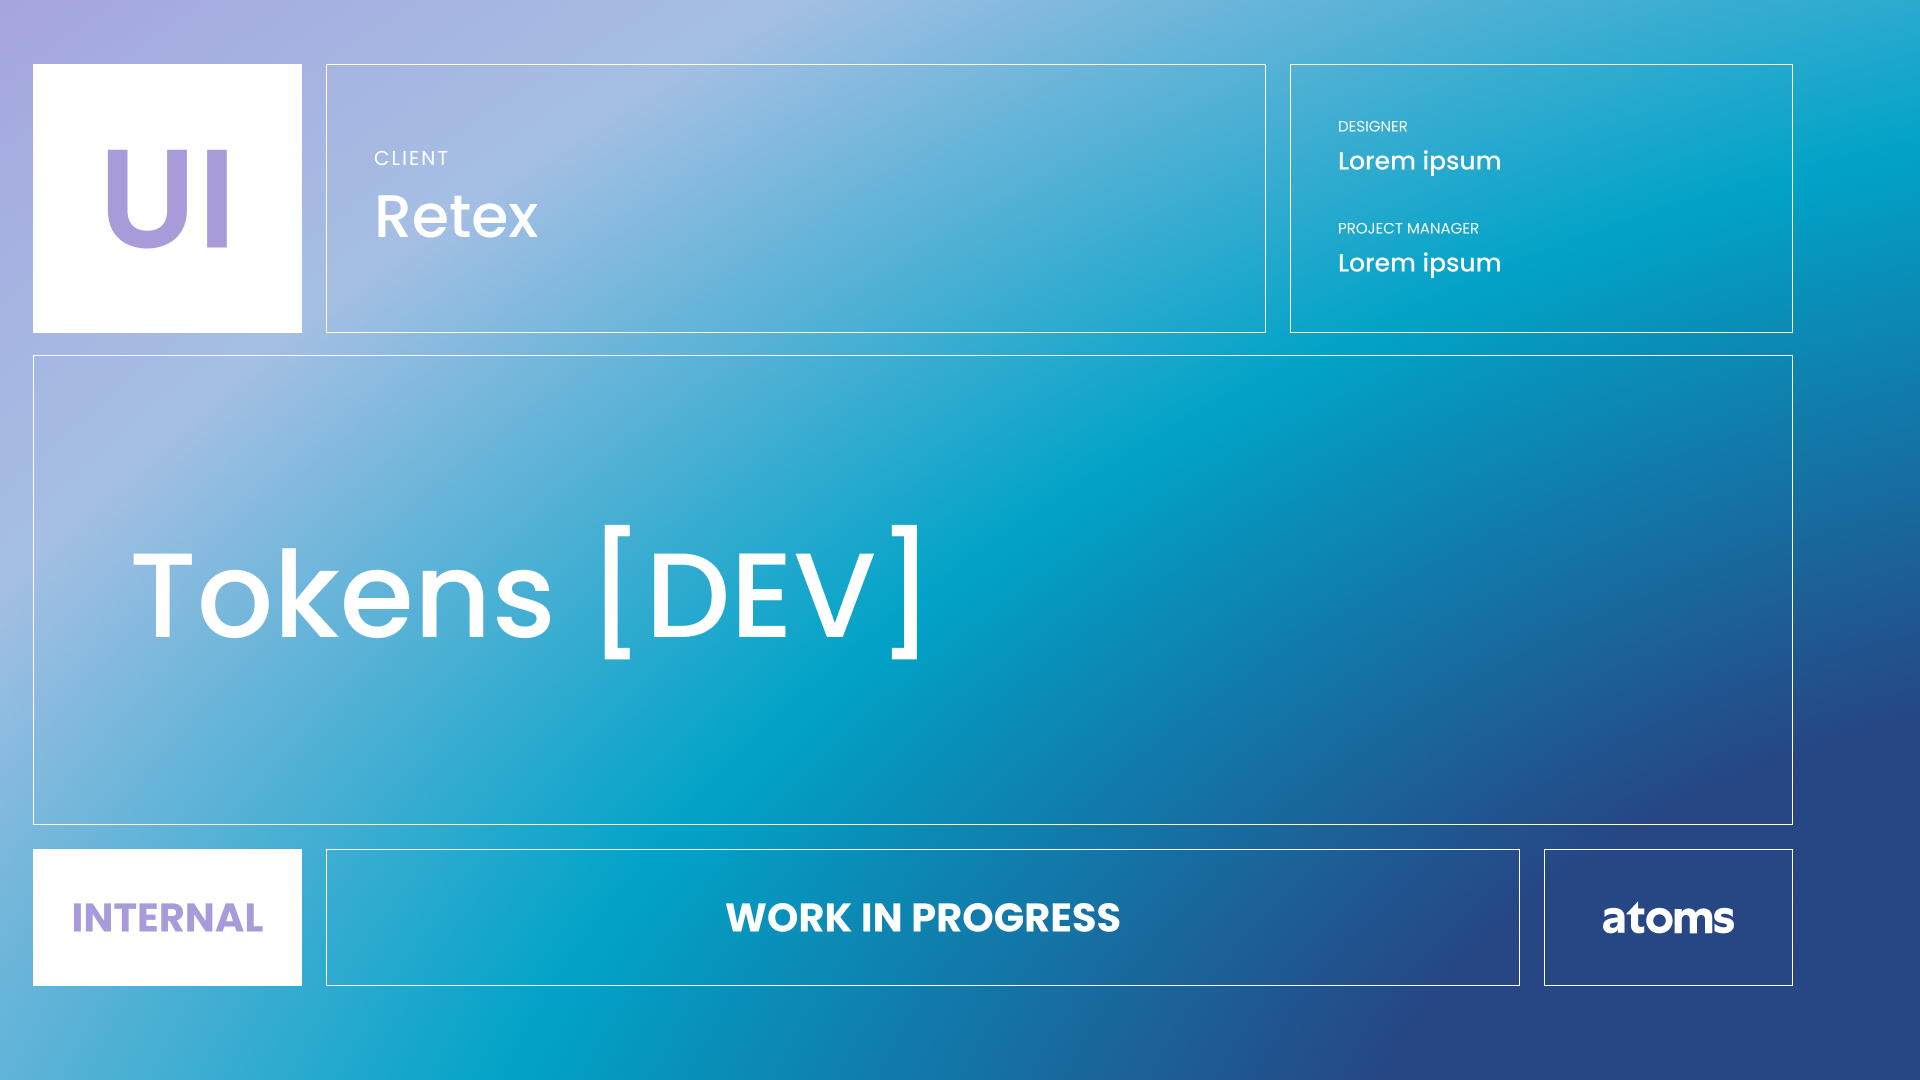 UI
CLIENT
Retex
DESIGNER
Lorem ipsum
PROJECT MANAGER
Lorem ipsum
Tokens [DEV]
INTERNAL
WORK IN PROGRESS
atoms